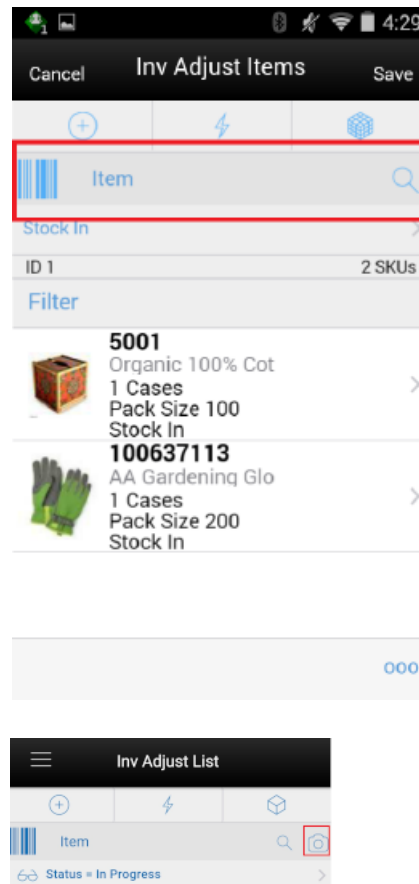 1 4:29
Cancel Inv Adjust Items Save
Item
Stock In
ID 1 2 SKUs
Filter
5001
Organic 100% Cot
1 Cases
Pack Size 100
Stock In
100637113
AA Gardening Glo
1 Cases
Pack Size 200
Stock In
Inv Adjust List
Item
Status = In Progress